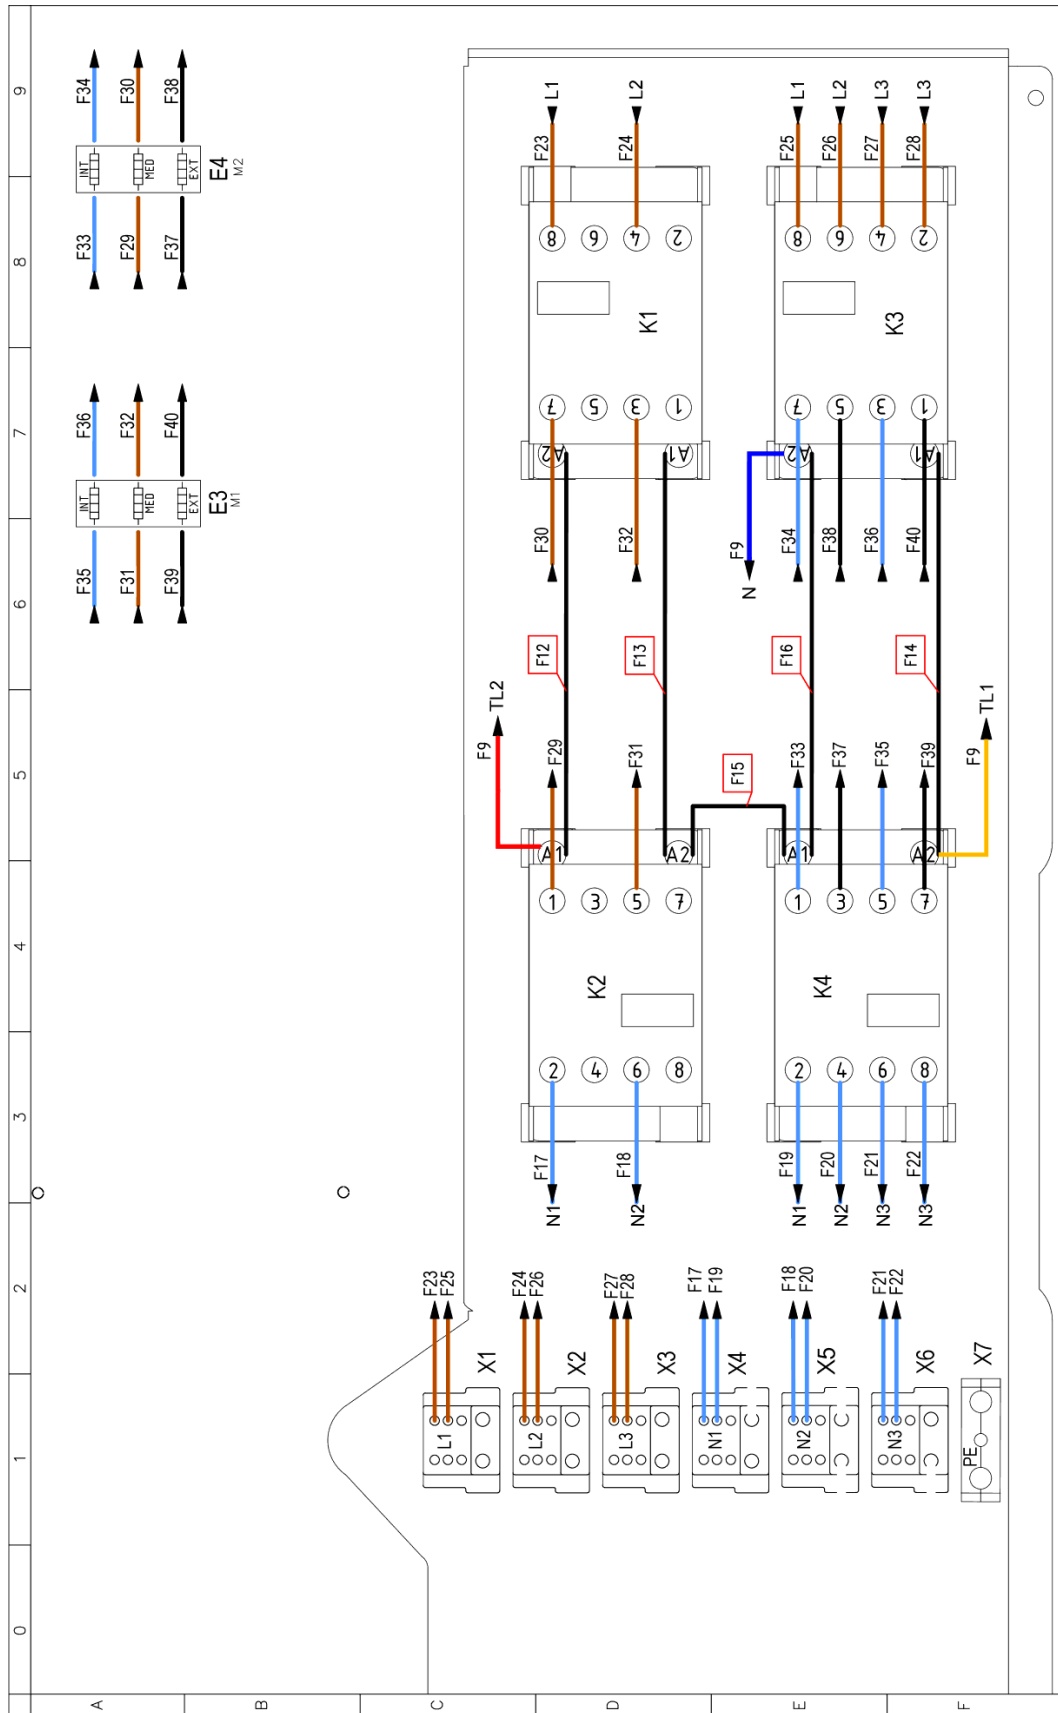 9
8
7
6
5
4
3
2
1
0
A
B
C
D
E
F
F34
F30
F38
INT
MED
EXT
E4
M2
F33
F29
F37
F36
F32
F40
INT
MED
EXT
E3
M1
F35
F31
F39
L1
L2
L1
L2
L3
L3
F23
F24
F25
F26
F27
F28
8
6
4
2
K1
7
5
3
1
A2
A1
8
6
4
2
K3
7
5
3
1
A2
A1
F30
F32
F9
N
F34
F38
F36
F40
F12
F13
F16
F14
TL2
F9
F29
F31
F15
F33
F37
F35
F39
F9
TL1
A1
A2
1
3
5
7
K2
2
4
6
8
A1
A2
1
3
5
7
K4
2
4
6
8
F17
F18
F19
F20
F21
F22
N1
N2
N1
N2
N3
N3
F23
F25
F24
F26
F27
F28
F17
F19
F18
F20
F21
F22
X1
X2
X3
X4
X5
X6
X7
L1
L2
L3
N1
N2
N3
PE